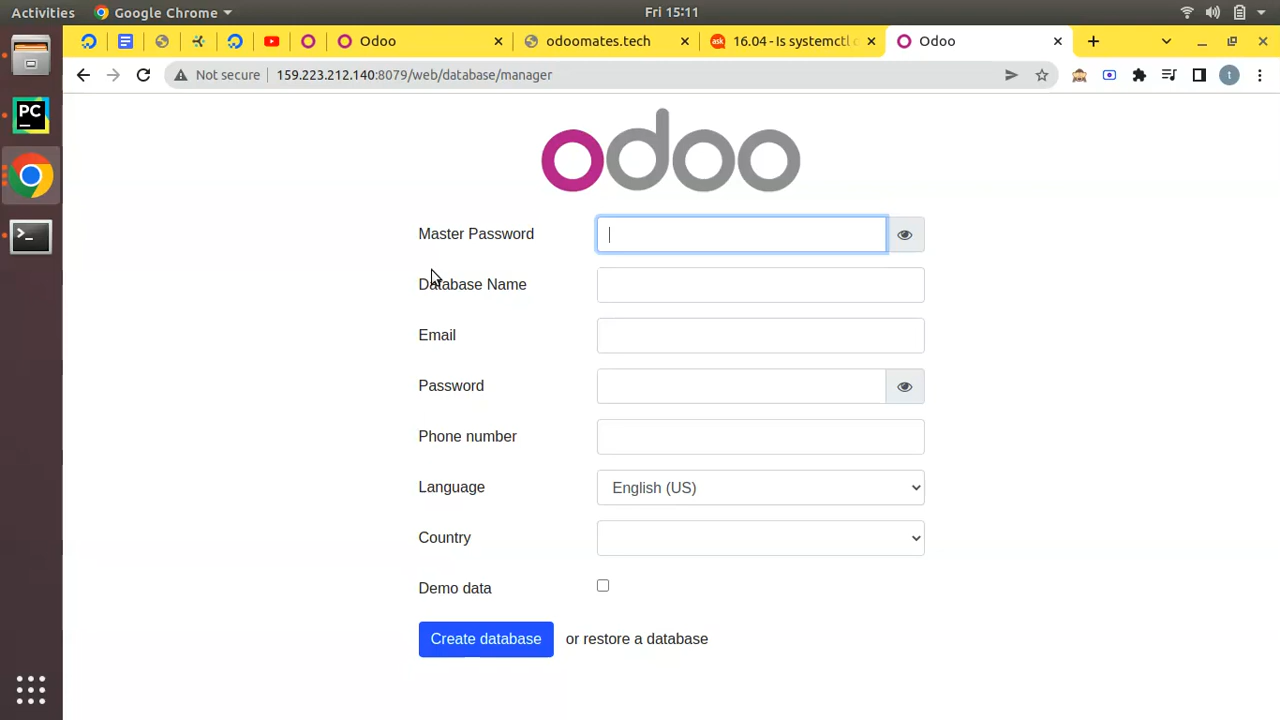 Activities Google Chrome Fri 15:11
Odoo odoomates.tech 16.04 - Is systemctl Odoo
Not secure 159.223.212.140:8079/web/database/manager t
PC
odoo
Master Password
Database Name
Email
Password
Phone number
Language English (US)
Country
Demo data
Create database or restore a database